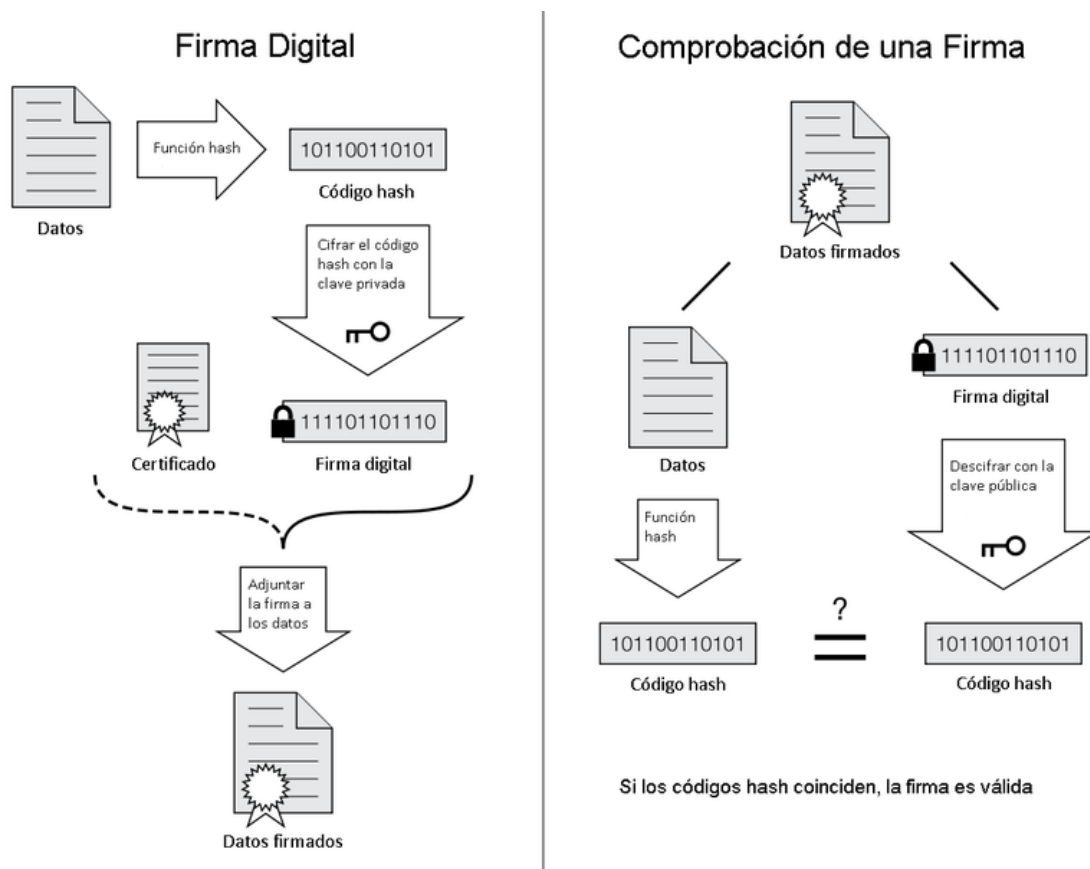 Firma Digital
Datos
Función hash
101100110101
Código hash
Cifrar el código
hash con la
clave privada
Certificado
111101101110
Firma digital
Adjuntar
la firma a
los datos
Datos firmados
Comprobación de una Firma
Datos firmados
Datos
111101101110
Firma digital
Función
hash
Descifrar con la
clave pública
101100110101
Código hash
?
=
101100110101
Código hash
Si los códigos hash coinciden, la firma es válida